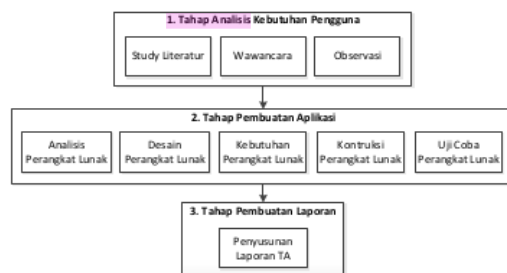 1. Tahap Analisis Kebutuhan Pengguna
Study Literatur
Wawancara
Observasi
2. Tahap Pembuatan Aplikasi
Analisis
Perangkat Lunak
Desain
Perangkat Lunak
Kebutuhan
Perangkat Lunak
Kontruksi
Perangkat Lunak
Uji Coba
Perangkat Lunak
3. Tahap Pembuatan Laporan
Penyusunan
Laporan TA